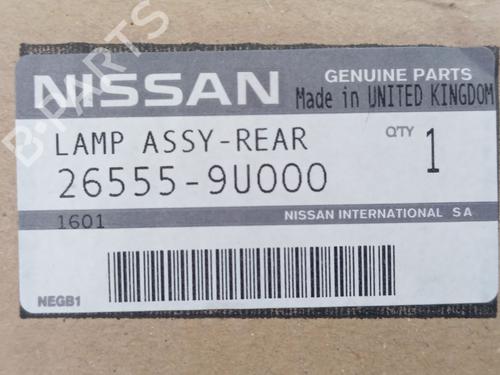 NISSAN
GENUINE PARTS
Made in UNITED KINGDOM
LAMP ASSY-REAR
Q'TY 1
26555-9U000
1601
NISSAN INTERNATIONAL SA
NEGB1
B-PARTS